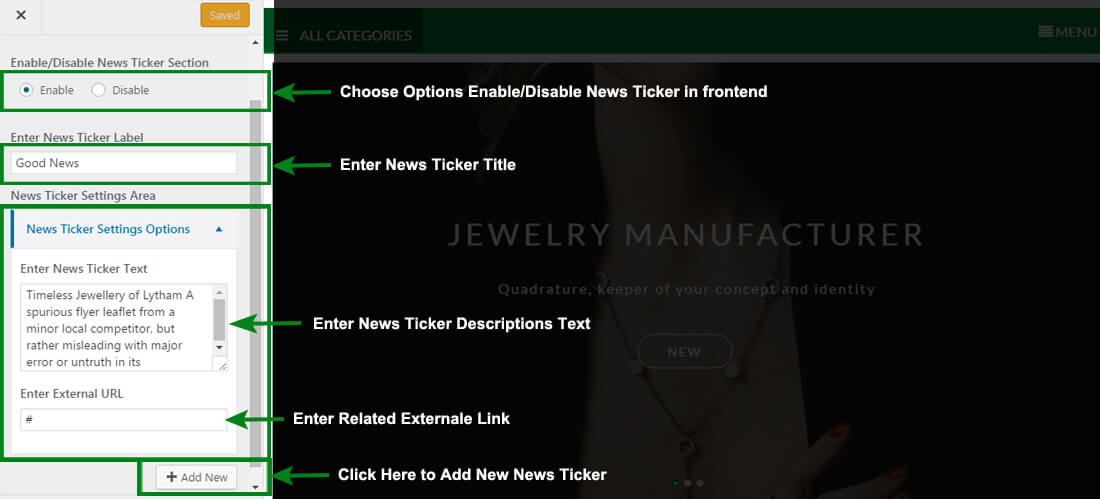 Saved
ALL CATEGORIES
MENU
Enable/Disable News Ticker Section
Enable
Disable
Choose Options Enable/Disable News Ticker in frontend
Enter News Ticker Label
Good News
Enter News Ticker Title
News Ticker Settings Area
News Ticker Settings Options
JEWELRY MANUFACTURER
Enter News Ticker Text
Quadrature, keeper of your concept and identity
Timeless Jewellery of Lytham A
spurious flyer leaflet from a
minor local competitor, but
rather misleading with major
error or untruth in its
Enter News Ticker Descriptions Text
NEW
Enter External URL
#
Enter Related Externale Link
Add New
Click Here to Add New News Ticker